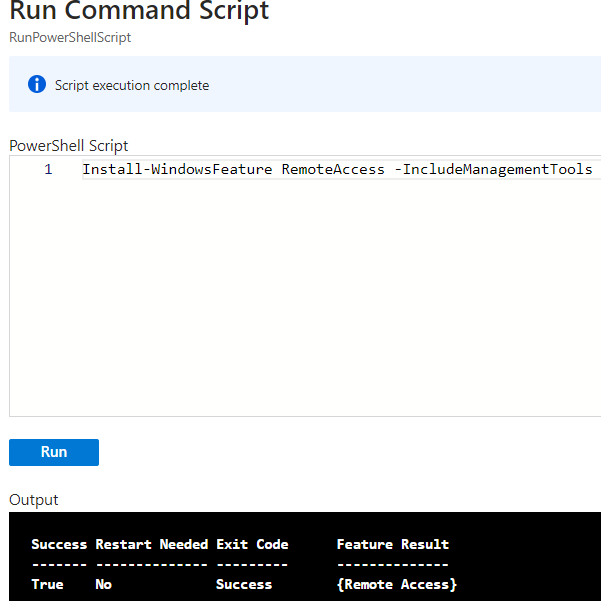 Run Command Script
RunPowerShellScript
Script execution complete
PowerShell Script
1 Install-WindowsFeature RemoteAccess -IncludeManagementTools
Run
Output
Success Restart Needed Exit Code Feature Result
------- -------------- --------- --------------
True No Success {Remote Access}